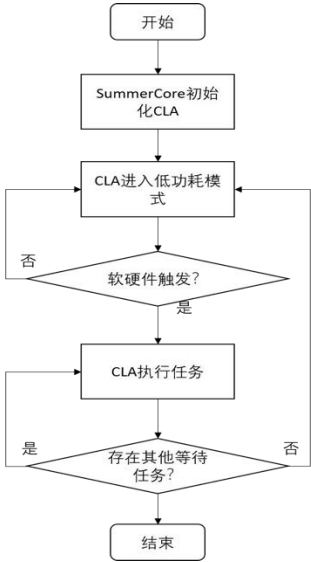 开始
SummerCore初始
化CLA
CLA进入低功耗模
式
否
软硬件触发?
是
CLA执行任务
是
存在其他等待
任务?
否
结束